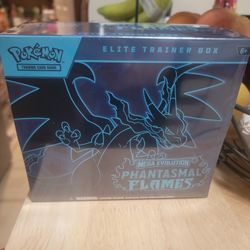 Pokémon
TRADING CARD GAME
ELITE TRAINER BOX
6+
MEGA EVOLUTION
PHANTASMAL
FLAMES